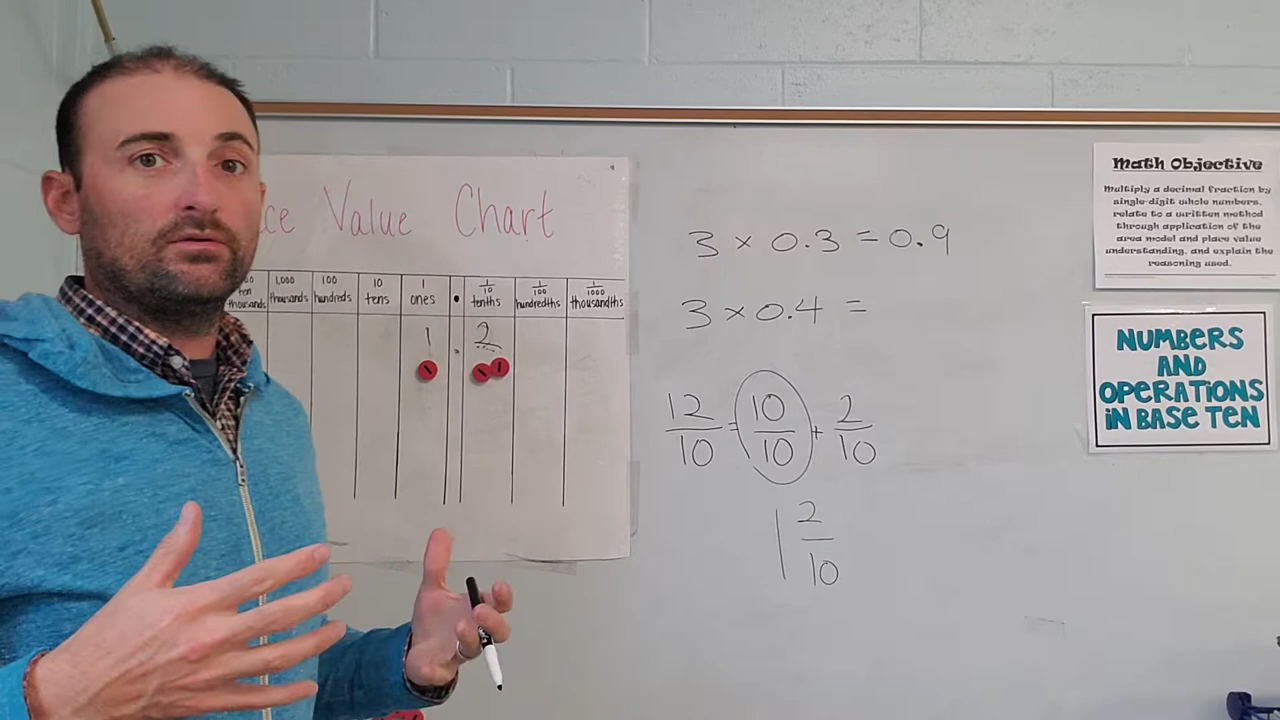 Value Chart
1,000 thousands
100 hundreds
10 tens
1 ones
.
1/10 tenths
1/100 hundredths
1/1000 thousandths
ten thousands
1 . 2
3 × 0.3 = 0.9
3 × 0.4 =
12/10 = 10/10 + 2/10
1 2/10
Math Objective
Multiply a decimal fraction by
single-digit whole numbers,
relate to a written method
through application of the
area model and place value
understanding, and explain the
reasoning used.
NUMBERS
AND
OPERATIONS
IN BASE TEN